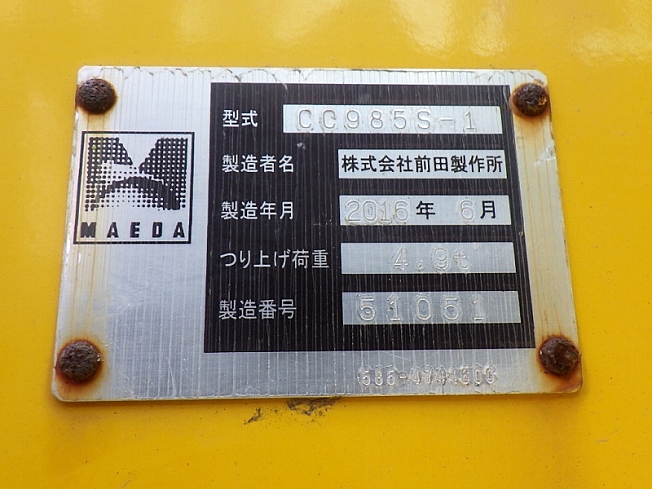 MAEDA
型式 CC985S-1
製造者名 株式会社前田製作所
製造年月 2016年 6月
つり上げ荷重 4.9t
製造番号 51051